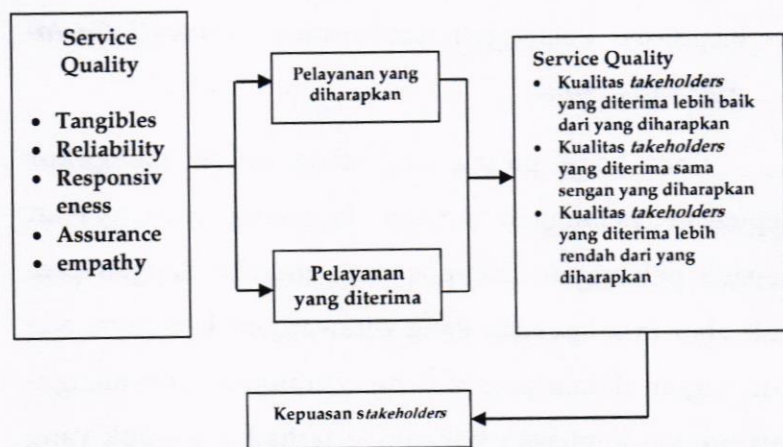 Service
Quality
• Tangibles
• Reliability
• Responsiv
eness
• Assurance
• empathy
Pelayanan yang
diharapkan
Pelayanan
yang diterima
Service Quality
• Kualitas takeholders
yang diterima lebih baik
dari yang diharapkan
• Kualitas takeholders
yang diterima sama
sengan yang diharapkan
• Kualitas takeholders
yang diterima lebih
rendah dari yang
diharapkan
Kepuasan stakeholders